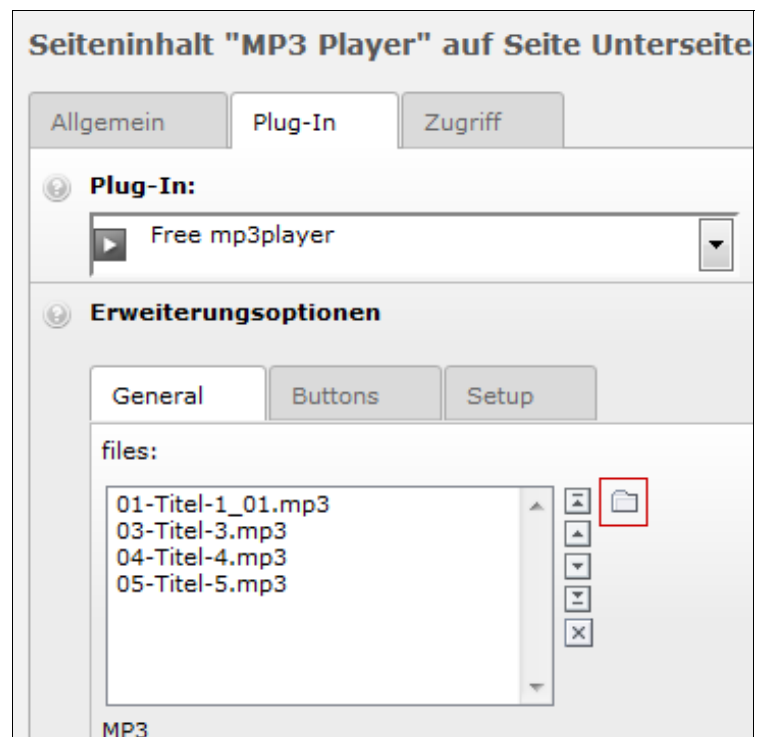 Seiteninhalt "MP3 Player" auf Seite Unterseite
Allgemein Plug-In Zugriff
Plug-In:
Free mp3player
Erweiterungsoptionen
General Buttons Setup
files:
01-Titel-1_01.mp3
03-Titel-3.mp3
04-Titel-4.mp3
05-Titel-5.mp3
MP3